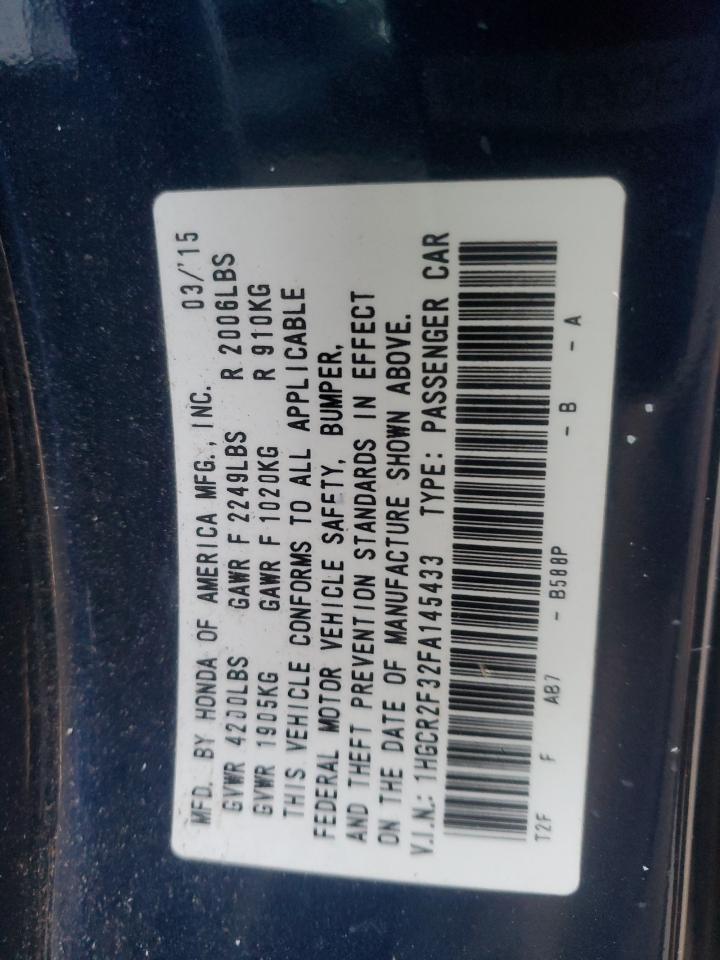 MFD. BY HONDA OF AMERICA MFG., INC. 03/'15
GVWR 4200LBS GAWR F 2249LBS R 2006LBS
GVWR 1905KG GAWR F 1020KG R 910KG
THIS VEHICLE CONFORMS TO ALL APPLICABLE
FEDERAL MOTOR VEHICLE SAFETY, BUMPER,
AND THEFT PREVENTION STANDARDS IN EFFECT
ON THE DATE OF MANUFACTURE SHOWN ABOVE.
V.I.N.: 1HGCR2F32FA145433 TYPE: PASSENGER CAR
T2F F AB7 - B588P - B - A